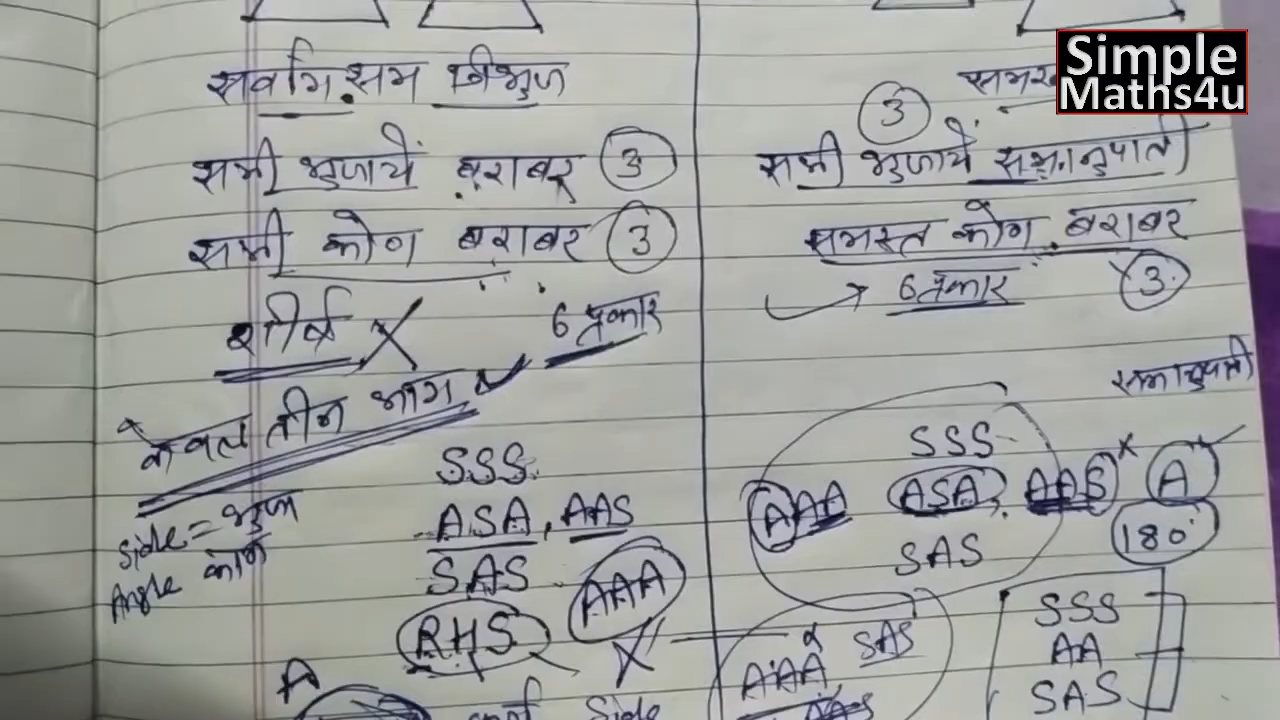 Simple
Maths4u
सर्वांगसम त्रिभुज
सभी भुजायें बराबर 3
सभी कोण बराबर 3
शीर्ष X
6 प्रकार
केवल तीन भाग
SSS
ASA, AAS
SAS
AAA
RHS
X
Side = भुजा
Angle कोण
A
Side
3
सभी भुजायें समानुपाती
समस्त कोण बराबर
6 प्रकार 3
समानुपाती
SSS
AAA ASA, AAS X A
SAS
180
SAS
AAA,
SSS
AA
SAS